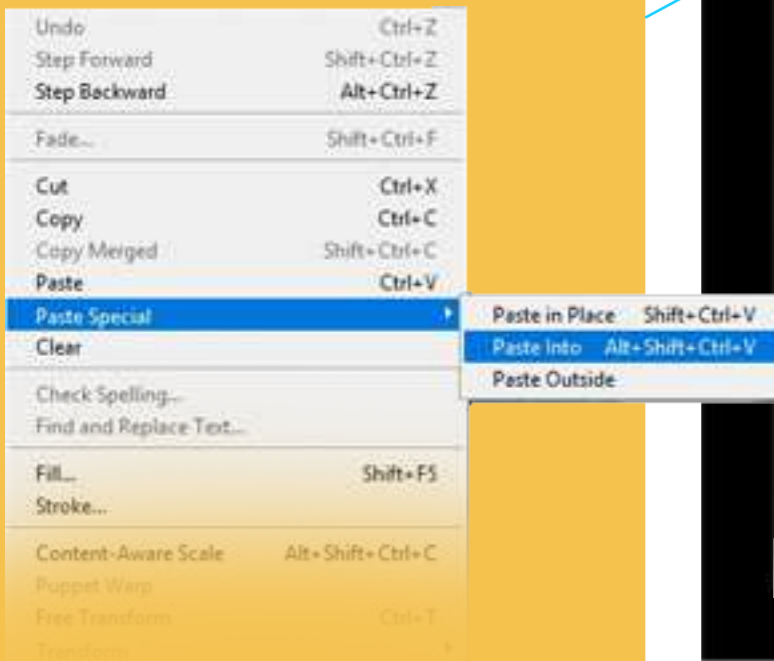 Undo Ctrl+Z
Step Forward Shift+Ctrl+Z
Step Backward Alt+Ctrl+Z
Fade... Shift+Ctrl+F
Cut Ctrl+X
Copy Ctrl+C
Copy Merged Shift+Ctrl+C
Paste Ctrl+V
Paste Special
Paste in Place Shift+Ctrl+V
Paste Into Alt+Shift+Ctrl+V
Paste Outside
Clear
Check Spelling...
Find and Replace Text...
Fill... Shift+F5
Stroke...
Content-Aware Scale Alt+Shift+Ctrl+C
Puppet Warp
Free Transform Ctrl+T
Transform